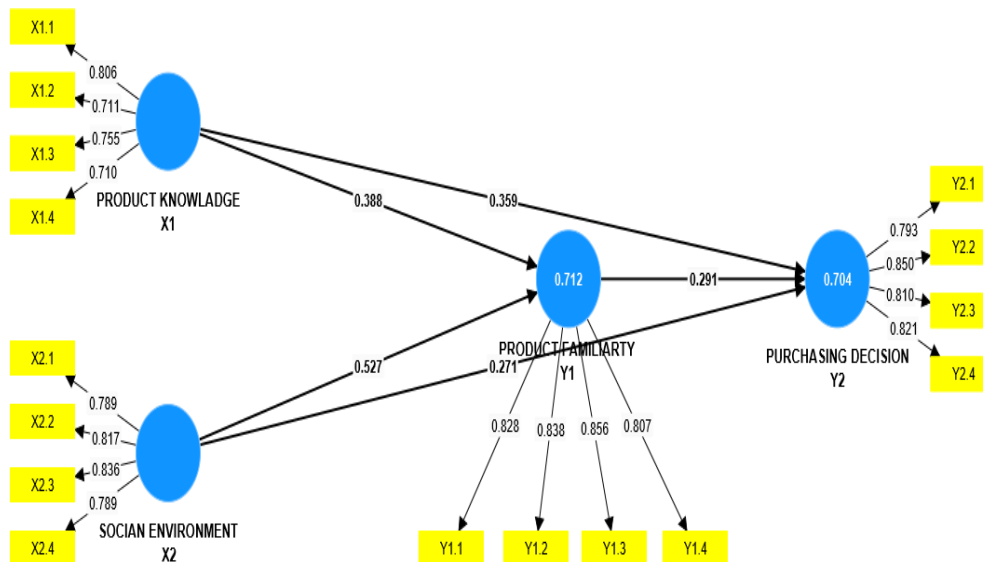 X1.1
0.806
X1.2
0.711
X1.3
0.755
0.710
X1.4
PRODUCT KNOWLADGE
X1
0.388
0.359
X2.1
0.789
X2.2
0.817
X2.3
0.836
0.789
X2.4
SOCIAN ENVIRONMENT
X2
0.527
0.271
0.712
PRODUCT FAMILIARTY
Y1
0.291
0.828
0.838
0.856
0.807
Y1.1
Y1.2
Y1.3
Y1.4
0.704
PURCHASING DECISION
Y2
Y2.1
0.793
Y2.2
0.850
0.810
Y2.3
0.821
Y2.4